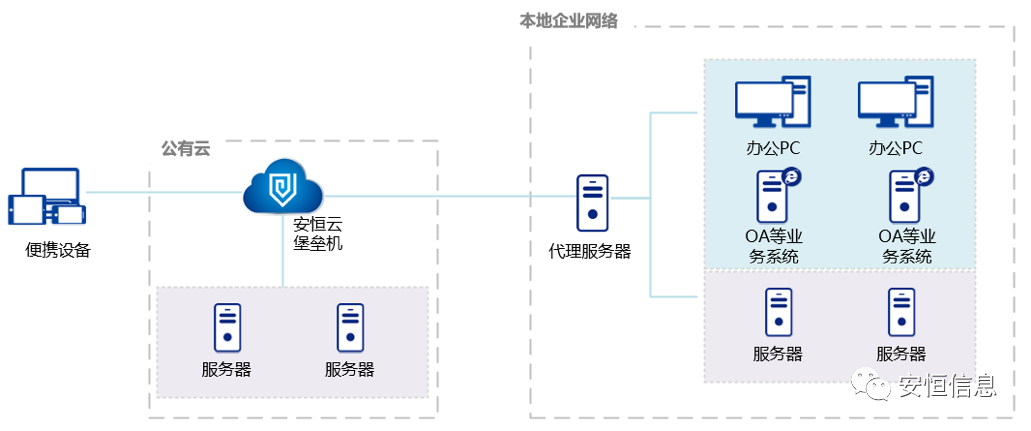 本地企业网络
公有云
便携设备
安恒云
堡垒机
服务器
服务器
代理服务器
办公PC
办公PC
OA等业
务系统
OA等业
务系统
服务器
服务器
安恒信息